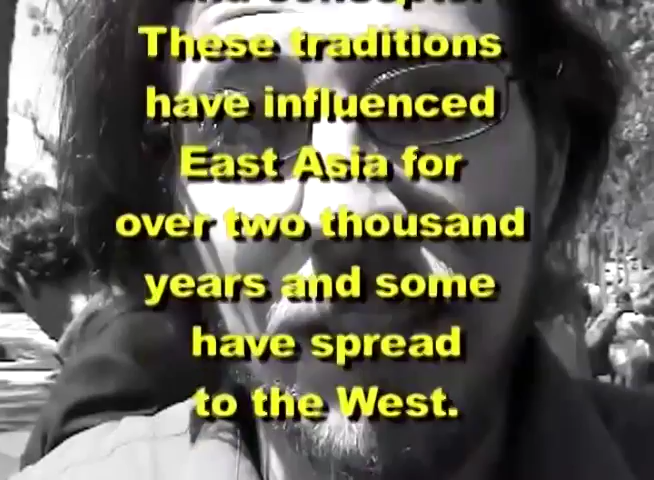 These traditions
have influenced
East Asia for
over two thousand
years and some
have spread
to the West.